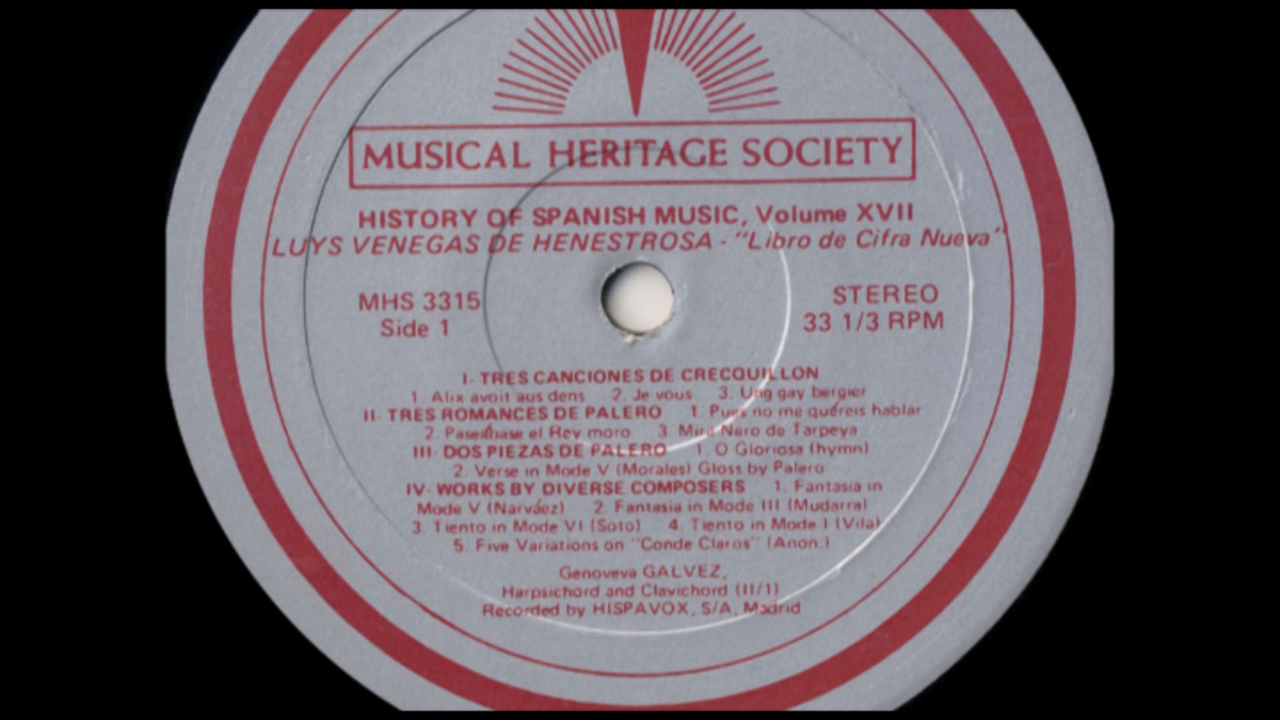 MUSICAL HERITAGE SOCIETY
HISTORY OF SPANISH MUSIC, Volume XVII
LUYS VENEGAS DE HENESTROSA - "Libro de Cifra Nueva"
MHS 3315
Side 1
STEREO
33 1/3 RPM
I- TRES CANCIONES DE CRECQUILLON
1. Alix avoit aus dens 2. Je vous 3. Ung gay bergier
II- TRES ROMANCES DE PALERO 1. Pues no me quéreis hablar
2. Paseábase el Rey moro 3. Mira Nero de Tarpeya
III- DOS PIEZAS DE PALERO 1. O Gloriosa (hymn)
2. Verse in Mode V (Morales) Gloss by Palero
IV- WORKS BY DIVERSE COMPOSERS 1. Fantasia in
Mode V (Narváez) 2. Fantasia in Mode III (Mudarra)
3. Tiento in Mode VI (Soto) 4. Tiento in Mode I (Vila)
5. Five Variations on "Conde Claros" (Anon.)
Genoveva GALVEZ,
Harpsichord and Clavichord (II/1)
Recorded by HISPAVOX, S/A, Madrid